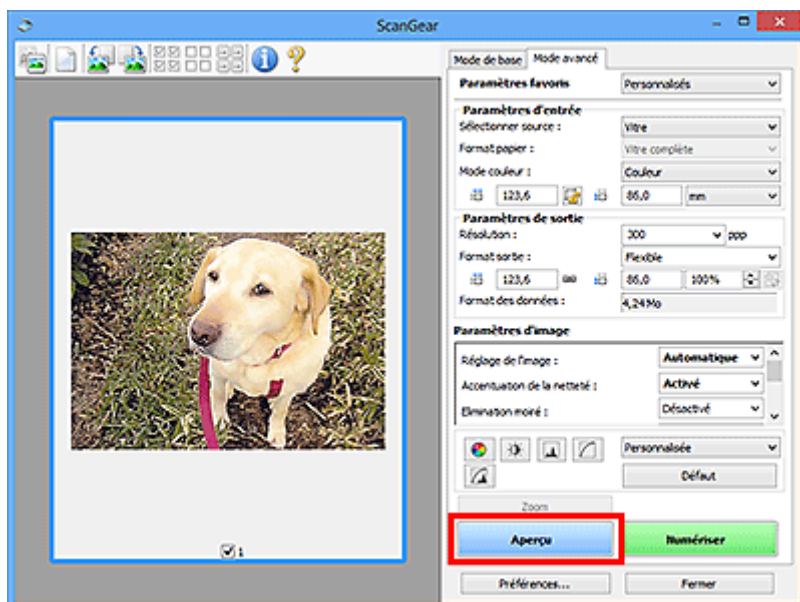 ScanGear
Mode de base Mode avancé
Paramètres favoris Personnalisés
Paramètres d'entrée
Sélectionner source : Vitre
Format papier : Vitre complète
Mode couleur : Couleur
123,6 86,0 mm
Paramètres de sortie
Résolution : 300 ppp
Format sortie : Flexible
123,6 86,0 100%
Format des données : 4,24 Mo
Paramètres d'image
Réglage de l'image : Automatique
Accentuation de la netteté : Activé
Elimination moiré : Désactivé
Personnalisée
Défaut
Zoom
Aperçu Numériser
1
Préférences... Fermer